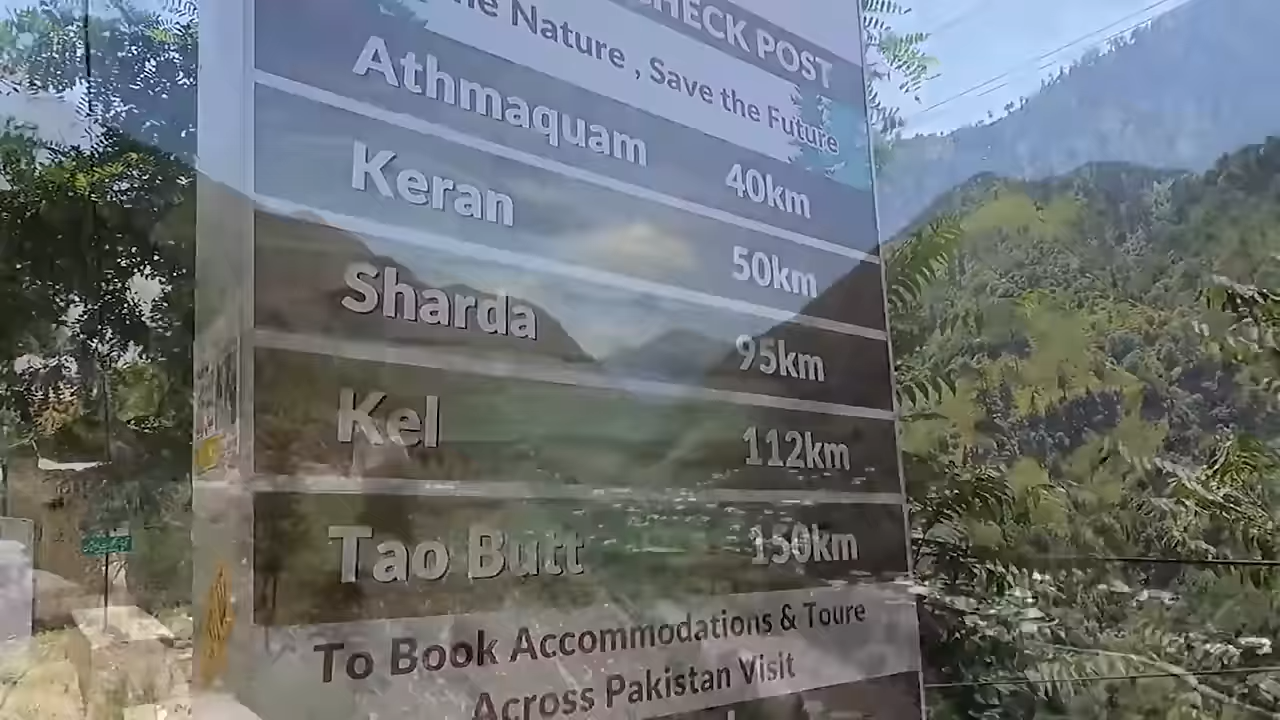 CHECK POST
Nature , Save the Future
Athmaquam 40km
Keran 50km
Sharda 95km
Kel 112km
Tao Butt 150km
To Book Accommodations & Toure
Across Pakistan Visit